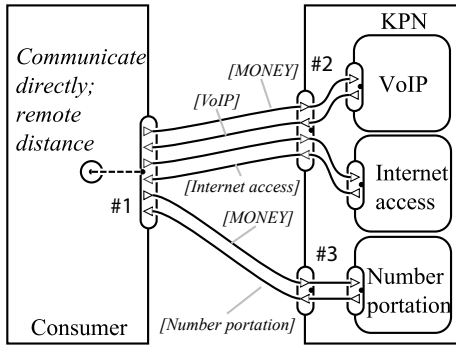 KPN
Communicate
directly;
remote
distance
[MONEY]
#2
[VoIP]
VoIP
[Internet access]
Internet
access
#1
[MONEY]
#3
Number
portation
[Number portation]
Consumer